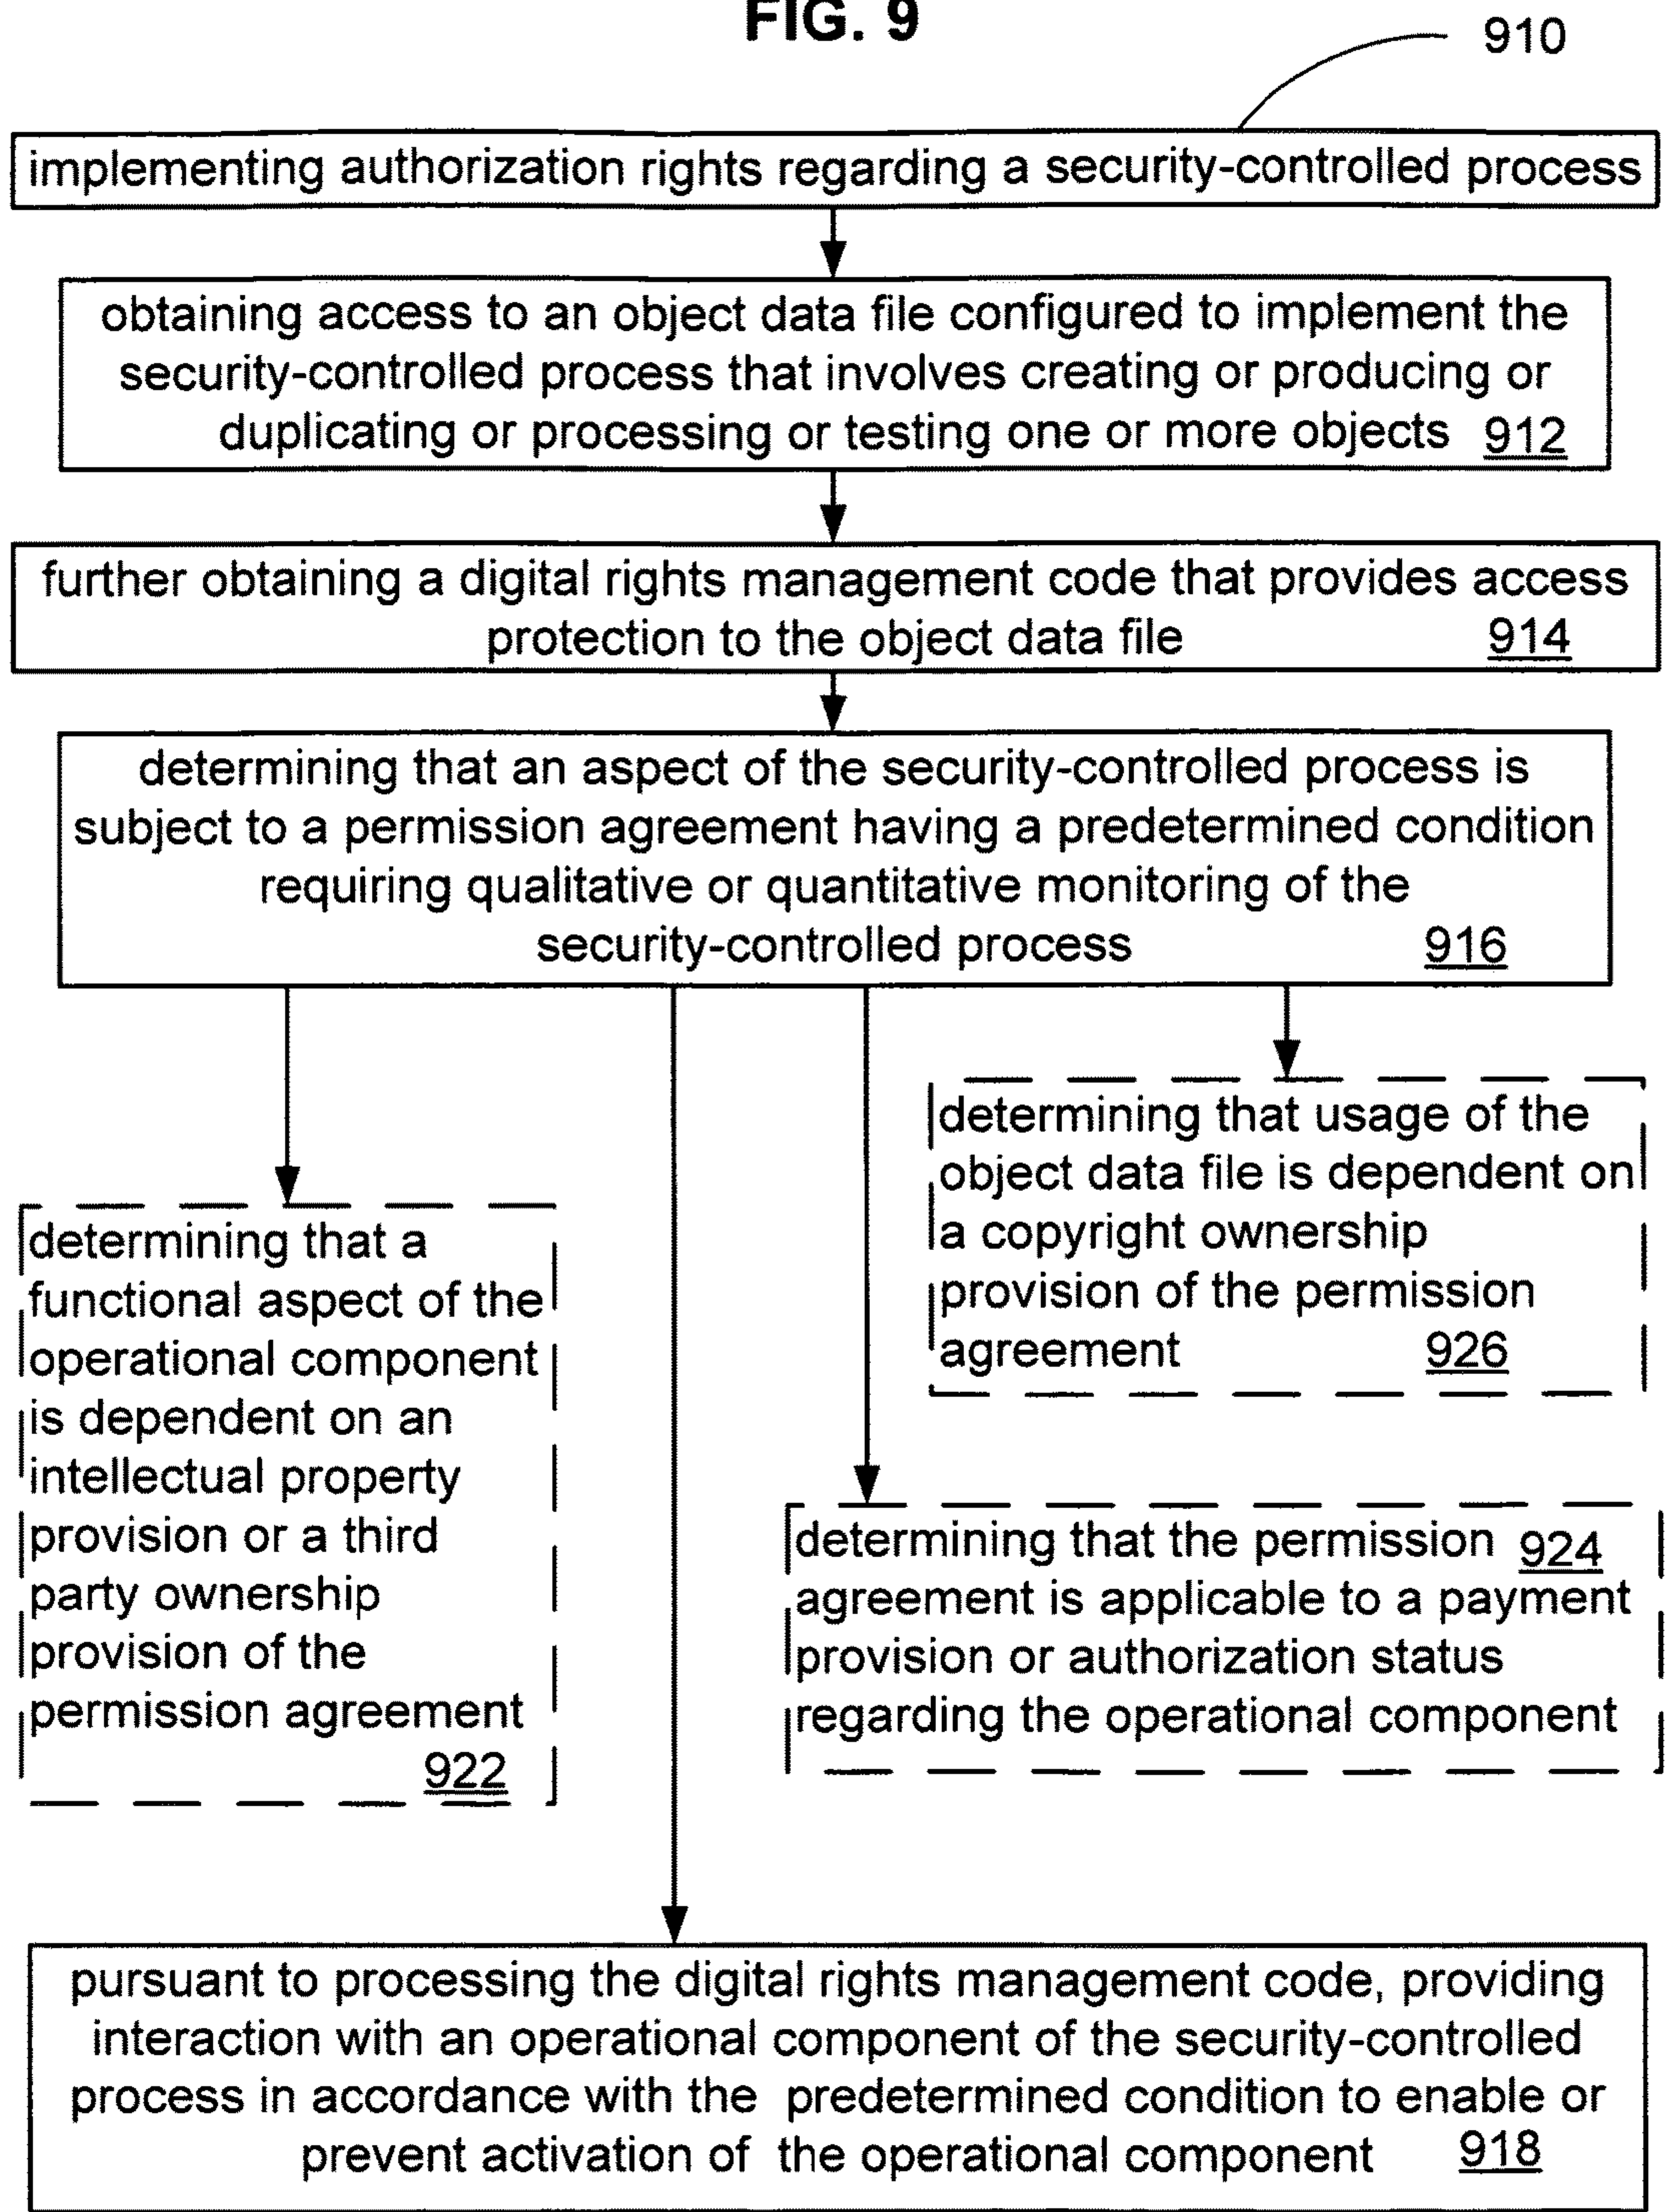 FIG. 9
910
implementing authorization rights regarding a security-controlled process
obtaining access to an object data file configured to implement the
security-controlled process that involves creating or producing or
duplicating or processing or testing one or more objects 912
further obtaining a digital rights management code that provides access
protection to the object data file 914
determining that an aspect of the security-controlled process is
subject to a permission agreement having a predetermined condition
requiring qualitative or quantitative monitoring of the
security-controlled process 916
determining that usage of the
object data file is dependent on
a copyright ownership
provision of the permission
agreement 926
determining that a
functional aspect of the
operational component
is dependent on an
intellectual property
provision or a third
party ownership
provision of the
permission agreement
922
determining that the permission 924
agreement is applicable to a payment
provision or authorization status
regarding the operational component
pursuant to processing the digital rights management code, providing
interaction with an operational component of the security-controlled
process in accordance with the predetermined condition to enable or
prevent activation of the operational component 918